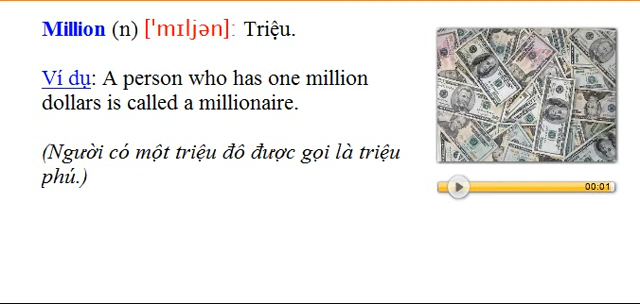 Million (n) ['mɪljən]: Triệu.
Ví dụ: A person who has one million
dollars is called a millionaire.
(Người có một triệu đô được gọi là triệu
phú.)
00:01